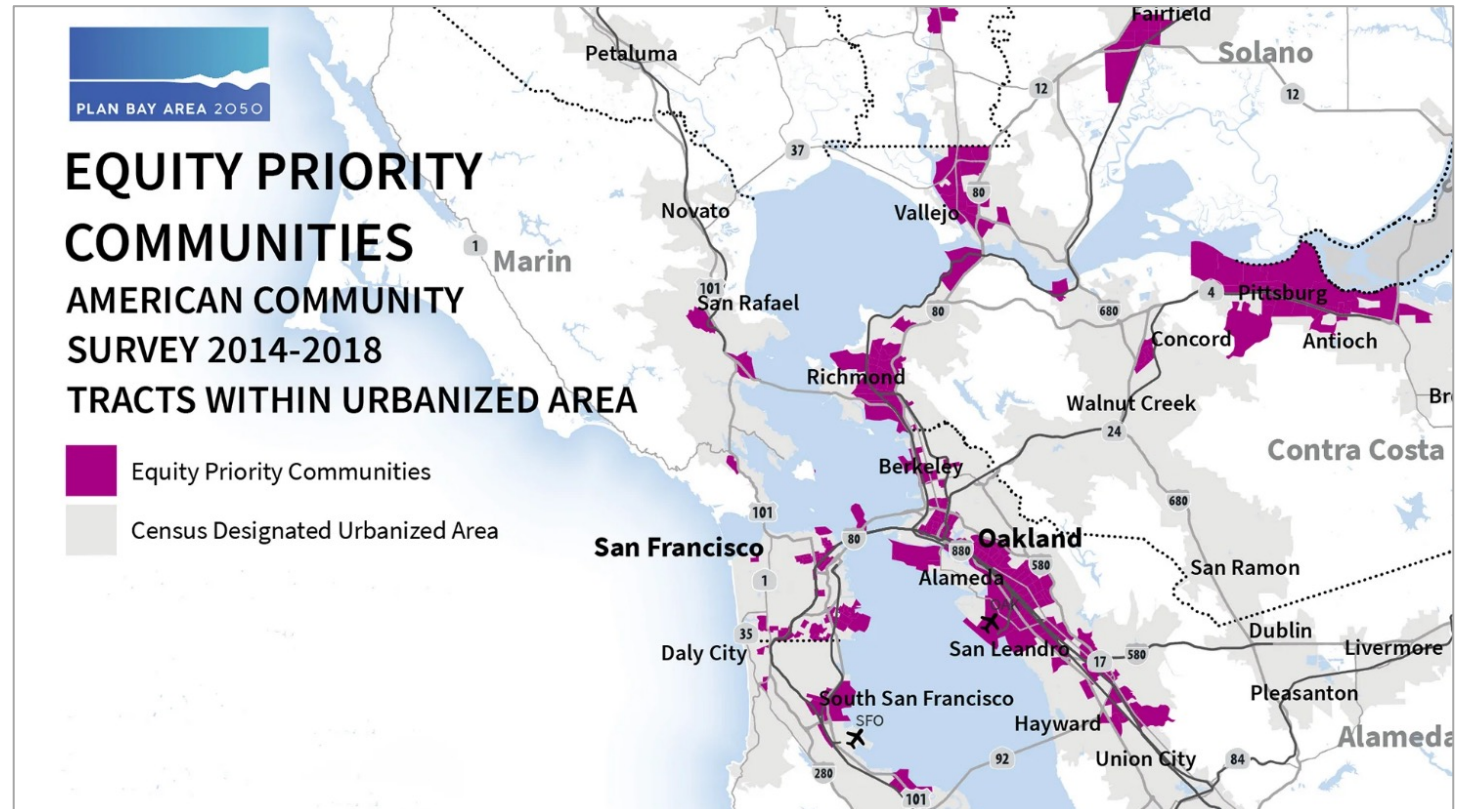 PLAN BAY AREA 2050
EQUITY PRIORITY
COMMUNITIES
AMERICAN COMMUNITY
SURVEY 2014-2018
TRACTS WITHIN URBANIZED AREA
Equity Priority Communities
Census Designated Urbanized Area
Fairfield
Petaluma
Solano
12
12
37
80
Novato
Vallejo
1
Marin
101
San Rafael
4
Pittsburg
80
680
Concord
Antioch
Richmond
Walnut Creek
Br
24
Contra Costa
Berkeley
680
101
San Francisco
80
880
Oakland
580
San Ramon
1
Alameda
OAK
Dublin
35
Daly City
San Leandro
17
580
Livermore
Pleasanton
South San Francisco
SFO
Hayward
Alameda
280
92
Union City
84
101